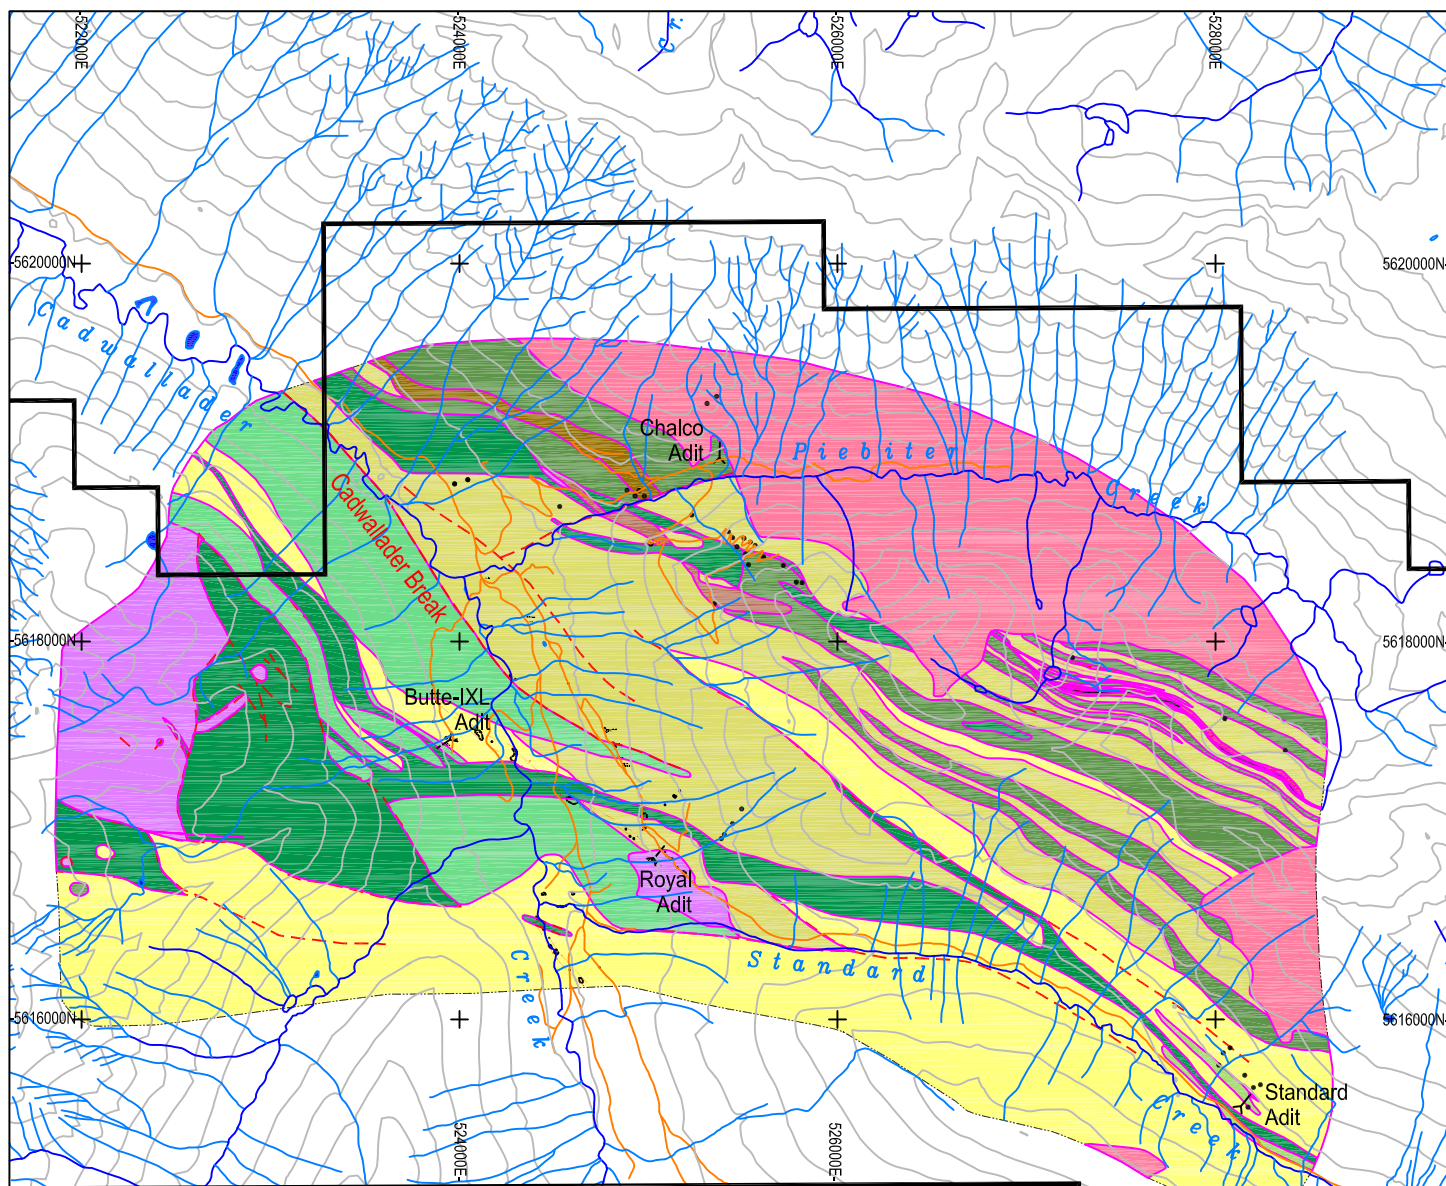 522000E
524000E
526000E
528000E
Cr.
5620000N
5620000N
Cadwallader
Chalco
Adit
Piebiter
Creek
Cadwallader Break
5618000N
5618000N
Butte-IXL
Adit
Royal
Adit
Standard
Creek
5616000N
5616000N
Standard
Adit
Creek
524000E
526000E